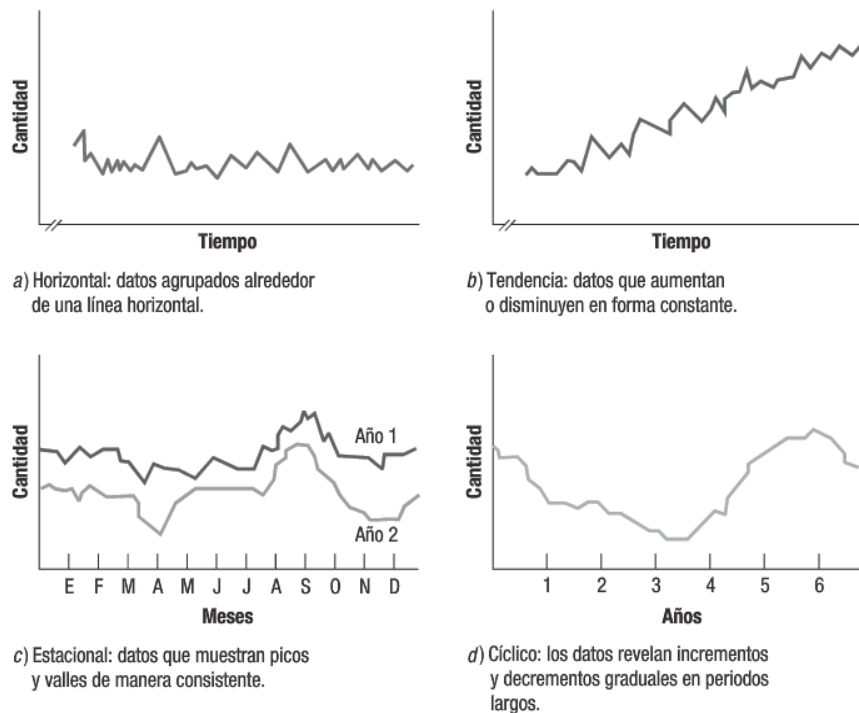 Cantidad
Tiempo
a) Horizontal: datos agrupados alrededor
de una línea horizontal.
Cantidad
Tiempo
b) Tendencia: datos que aumentan
o disminuyen en forma constante.
Cantidad
Año 1
Año 2
E F M A M J J A S O N D
Meses
c) Estacional: datos que muestran picos
y valles de manera consistente.
Cantidad
1 2 3 4 5 6
Años
d) Cíclico: los datos revelan incrementos
y decrementos graduales en periodos
largos.